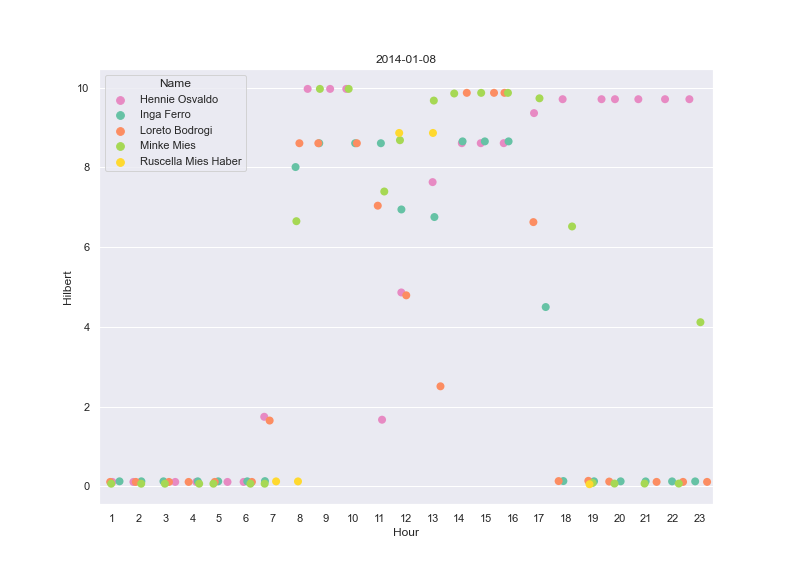 2014-01-08
Name
Hennie Osvaldo
Inga Ferro
Loreto Bodrogi
Minke Mies
Ruscella Mies Haber
Hilbert
10
8
6
4
2
0
1 2 3 4 5 6 7 8 9 10 11 12 13 14 15 16 17 18 19 20 21 22 23
Hour